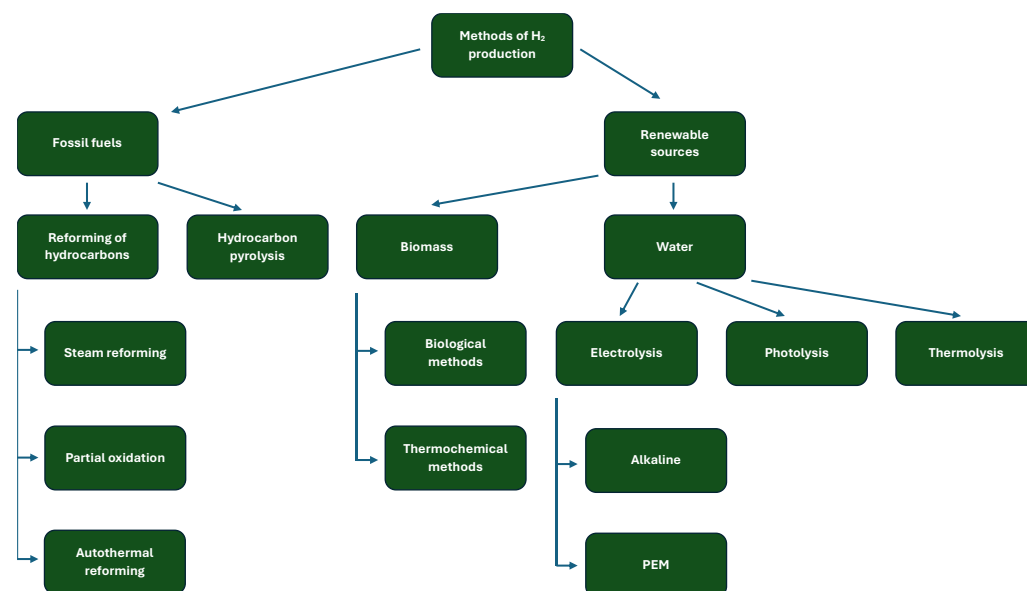 Methods of H₂
production
Fossil fuels
Renewable
sources
Reforming of
hydrocarbons
Hydrocarbon
pyrolysis
Biomass
Water
Steam reforming
Biological
methods
Electrolysis
Photolysis
Thermolysis
Partial oxidation
Thermochemical
methods
Alkaline
Autothermal
reforming
PEM